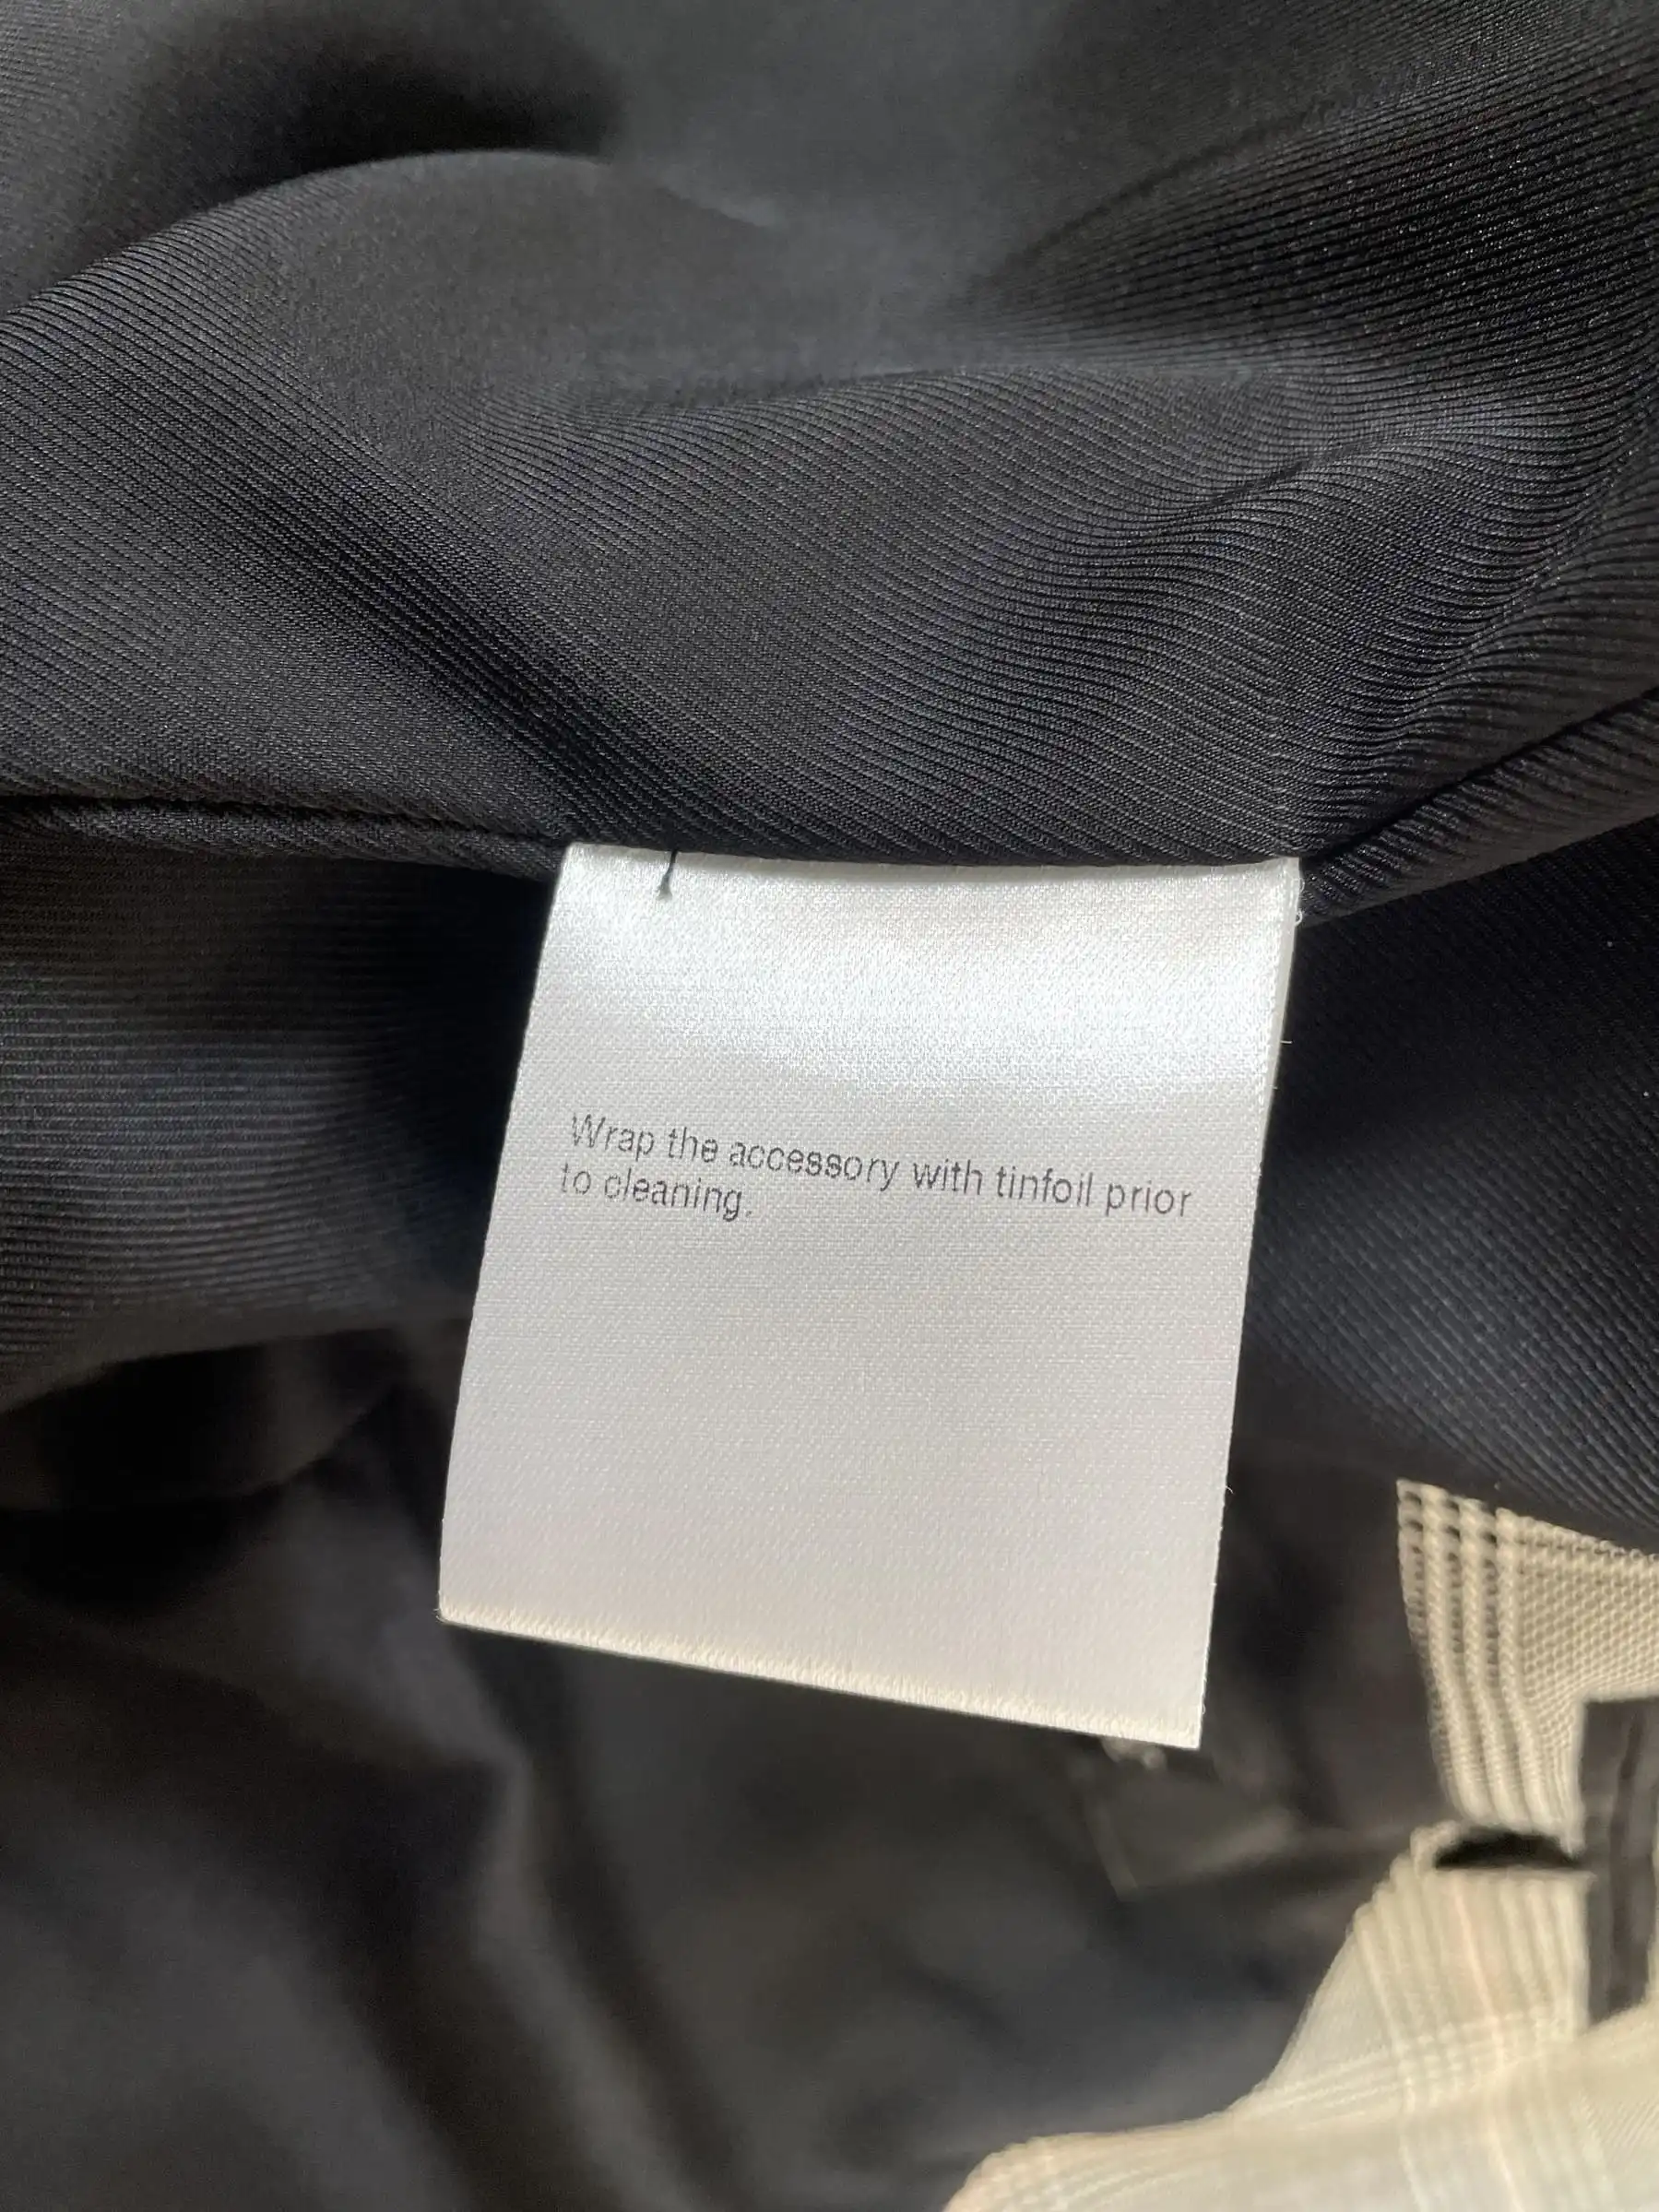 Wrap the accessory with tinfoil prior
to cleaning.